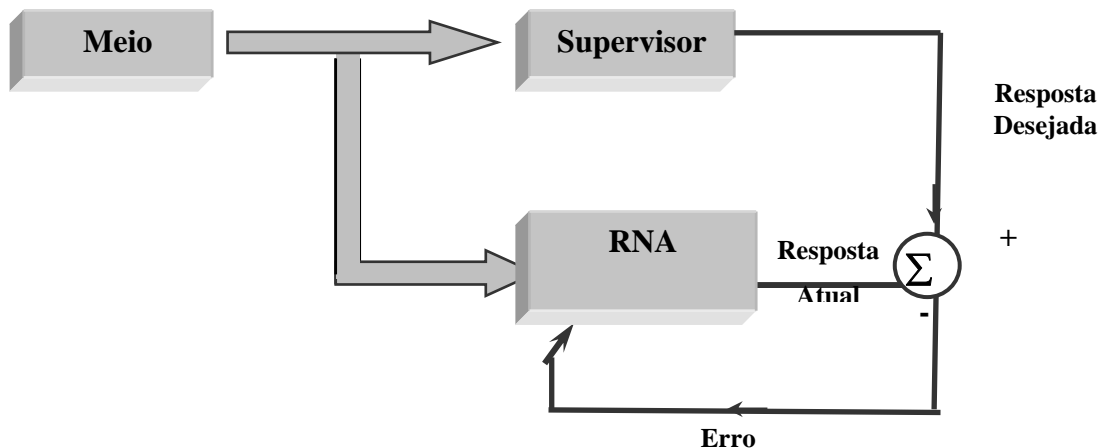 Meio
Supervisor
Resposta
Desejada
RNA
Resposta
Atual
Σ
+
-
Erro